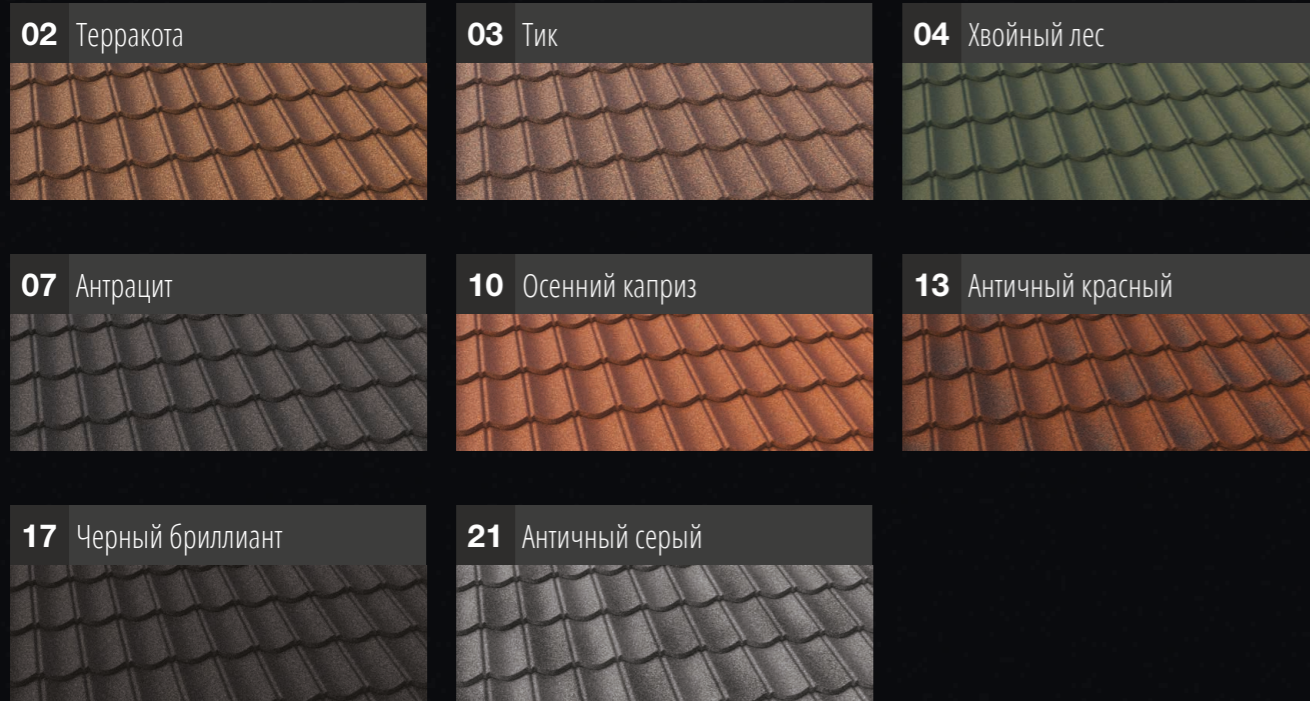 02 Терракота
03 Тик
04 Хвойный лес
07 Антрацит
10 Осенний каприз
13 Античный красный
17 Черный бриллиант
21 Античный серый